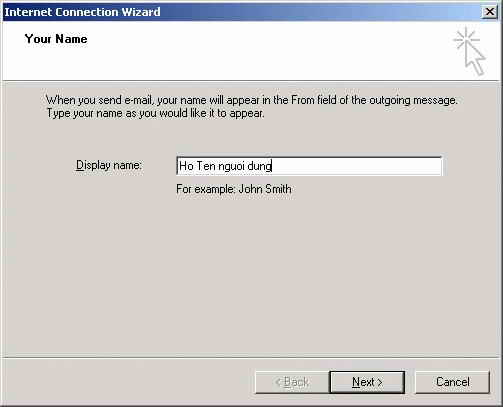 Internet Connection Wizard
Your Name
When you send e-mail, your name will appear in the From field of the outgoing message.
Type your name as you would like it to appear.
Display name: Ho Ten nguoi dung
For example: John Smith
< Back Next > Cancel